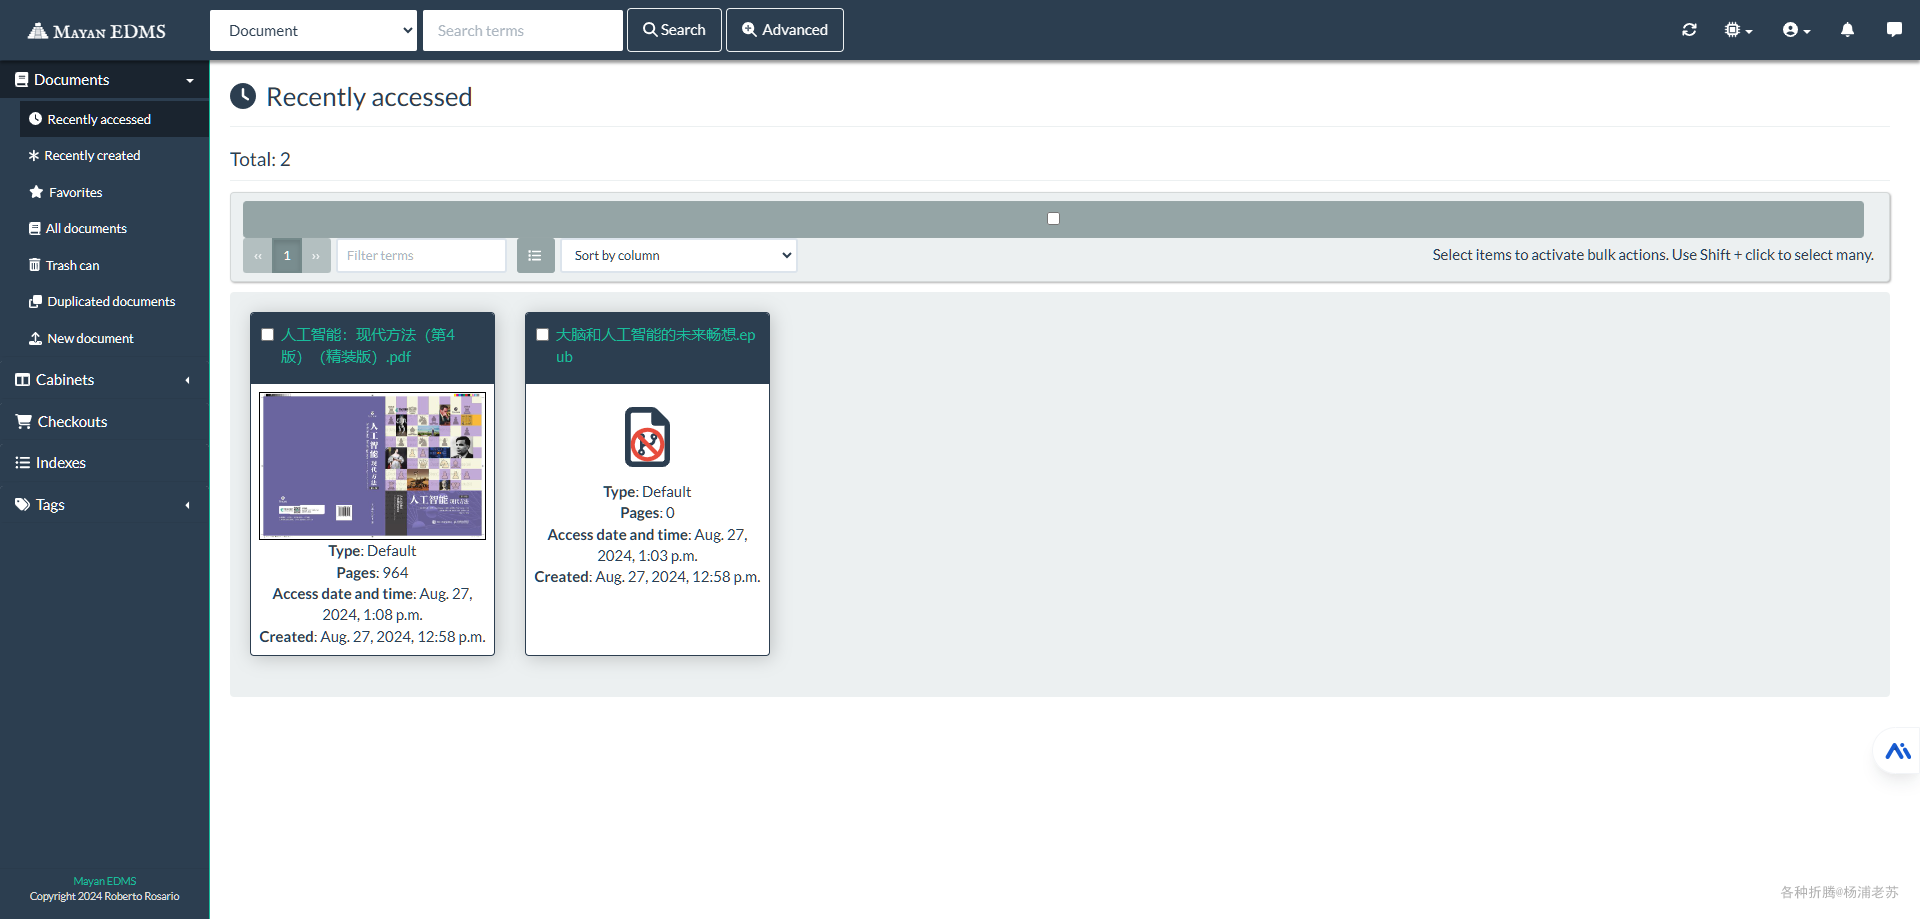 Mayan EDMS
Document
Search terms
Search
Advanced
Documents
Recently accessed
Recently created
Favorites
All documents
Trash can
Duplicated documents
New document
Cabinets
Checkouts
Indexes
Tags
Mayan EDMS
Copyright 2024 Roberto Rosario
Recently accessed
Total: 2
‹‹
1
››
Filter terms
Sort by column
Select items to activate bulk actions. Use Shift + click to select many.
人工智能：现代方法（第4
版）（精装版）.pdf
人工智能 现代方法
人工智能 现代方法
Type: Default
Pages: 964
Access date and time: Aug. 27,
2024, 1:08 p.m.
Created: Aug. 27, 2024, 12:58 p.m.
大脑和人工智能的未来畅想.ep
ub
Type: Default
Pages: 0
Access date and time: Aug. 27,
2024, 1:03 p.m.
Created: Aug. 27, 2024, 12:58 p.m.
各种折腾@杨浦老苏